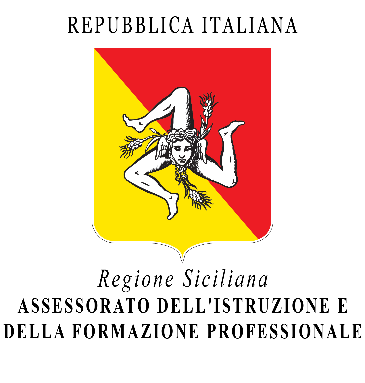 REPUBBLICA ITALIANA
Regione Siciliana
ASSESSORATO DELL'ISTRUZIONE E
DELLA FORMAZIONE PROFESSIONALE